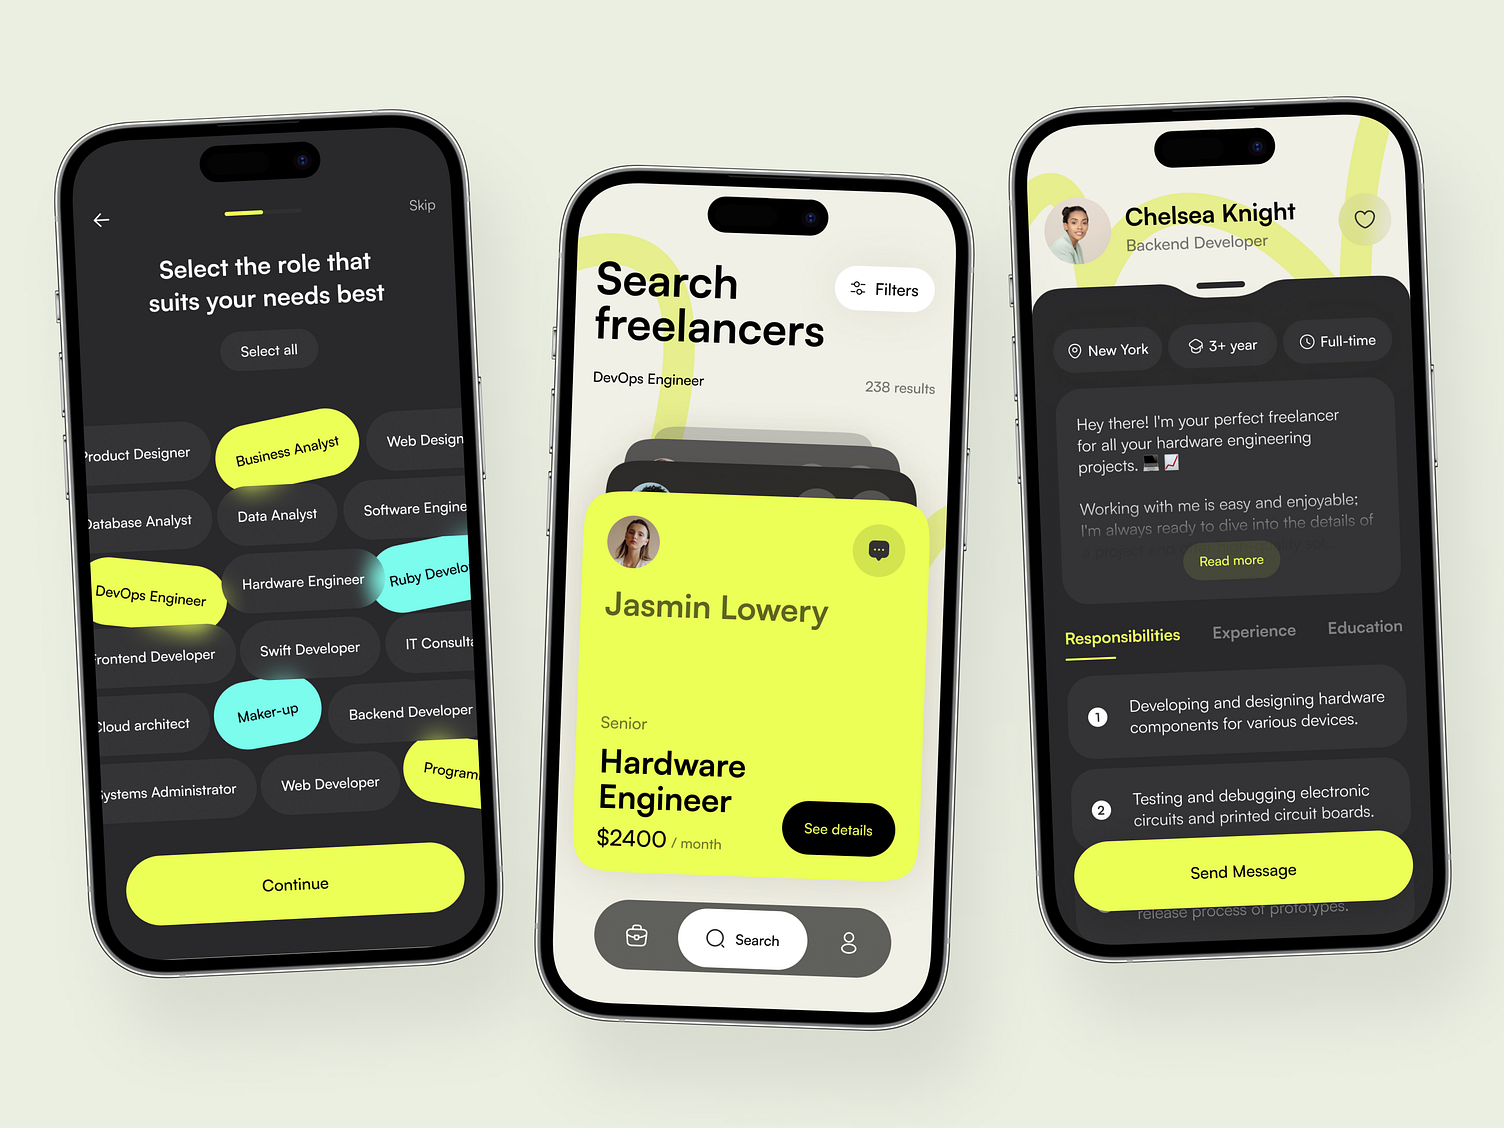 Skip
Select the role that
suits your needs best
Select all
Product Designer
Business Analyst
Web Design
Database Analyst
Data Analyst
Software Engine
DevOps Engineer
Hardware Engineer
Ruby Develo
Frontend Developer
Swift Developer
IT Consulta
Cloud architect
Maker-up
Backend Developer
Systems Administrator
Web Developer
Program
Continue
Search
freelancers
Filters
DevOps Engineer
238 results
Jasmin Lowery
Senior
Hardware
Engineer
$2400 / month
See details
Search
Chelsea Knight
Backend Developer
New York
3+ year
Full-time
Hey there! I'm your perfect freelancer
for all your hardware engineering
projects. 💻 📈
Working with me is easy and enjoyable;
I'm always ready to dive into the details of
a project and
Read more
Responsibilities
Experience
Education
1
Developing and designing hardware
components for various devices.
2
Testing and debugging electronic
circuits and printed circuit boards.
Send Message
release process of prototypes.